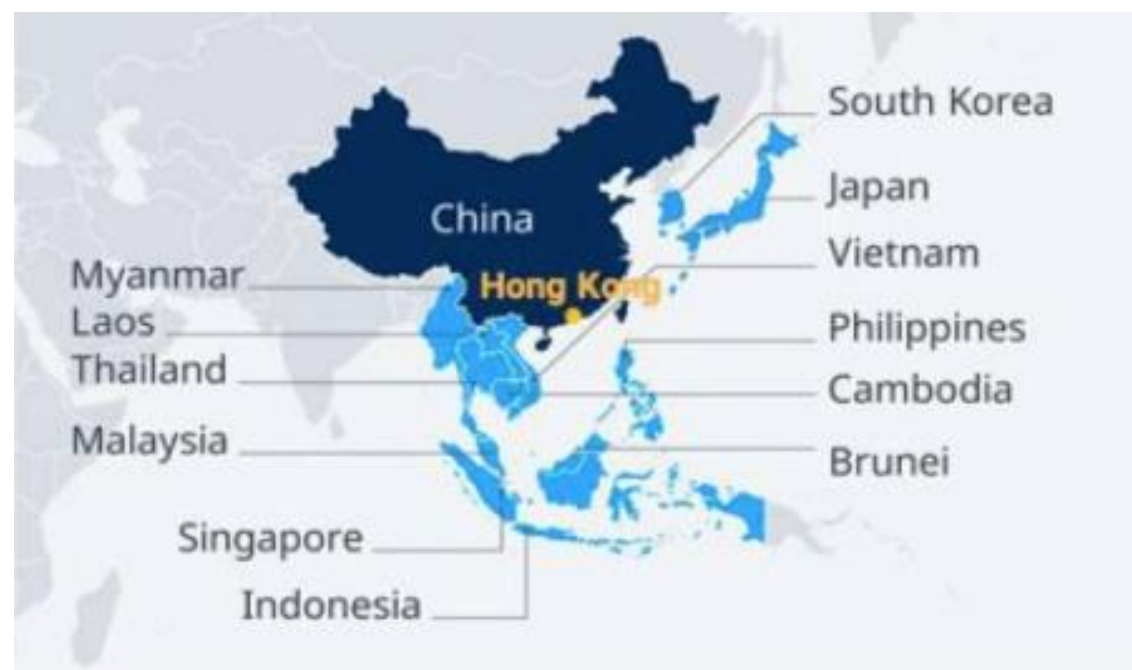 South Korea
Japan
China
Vietnam
Myanmar
Hong Kong
Laos
Philippines
Thailand
Cambodia
Malaysia
Brunei
Singapore
Indonesia